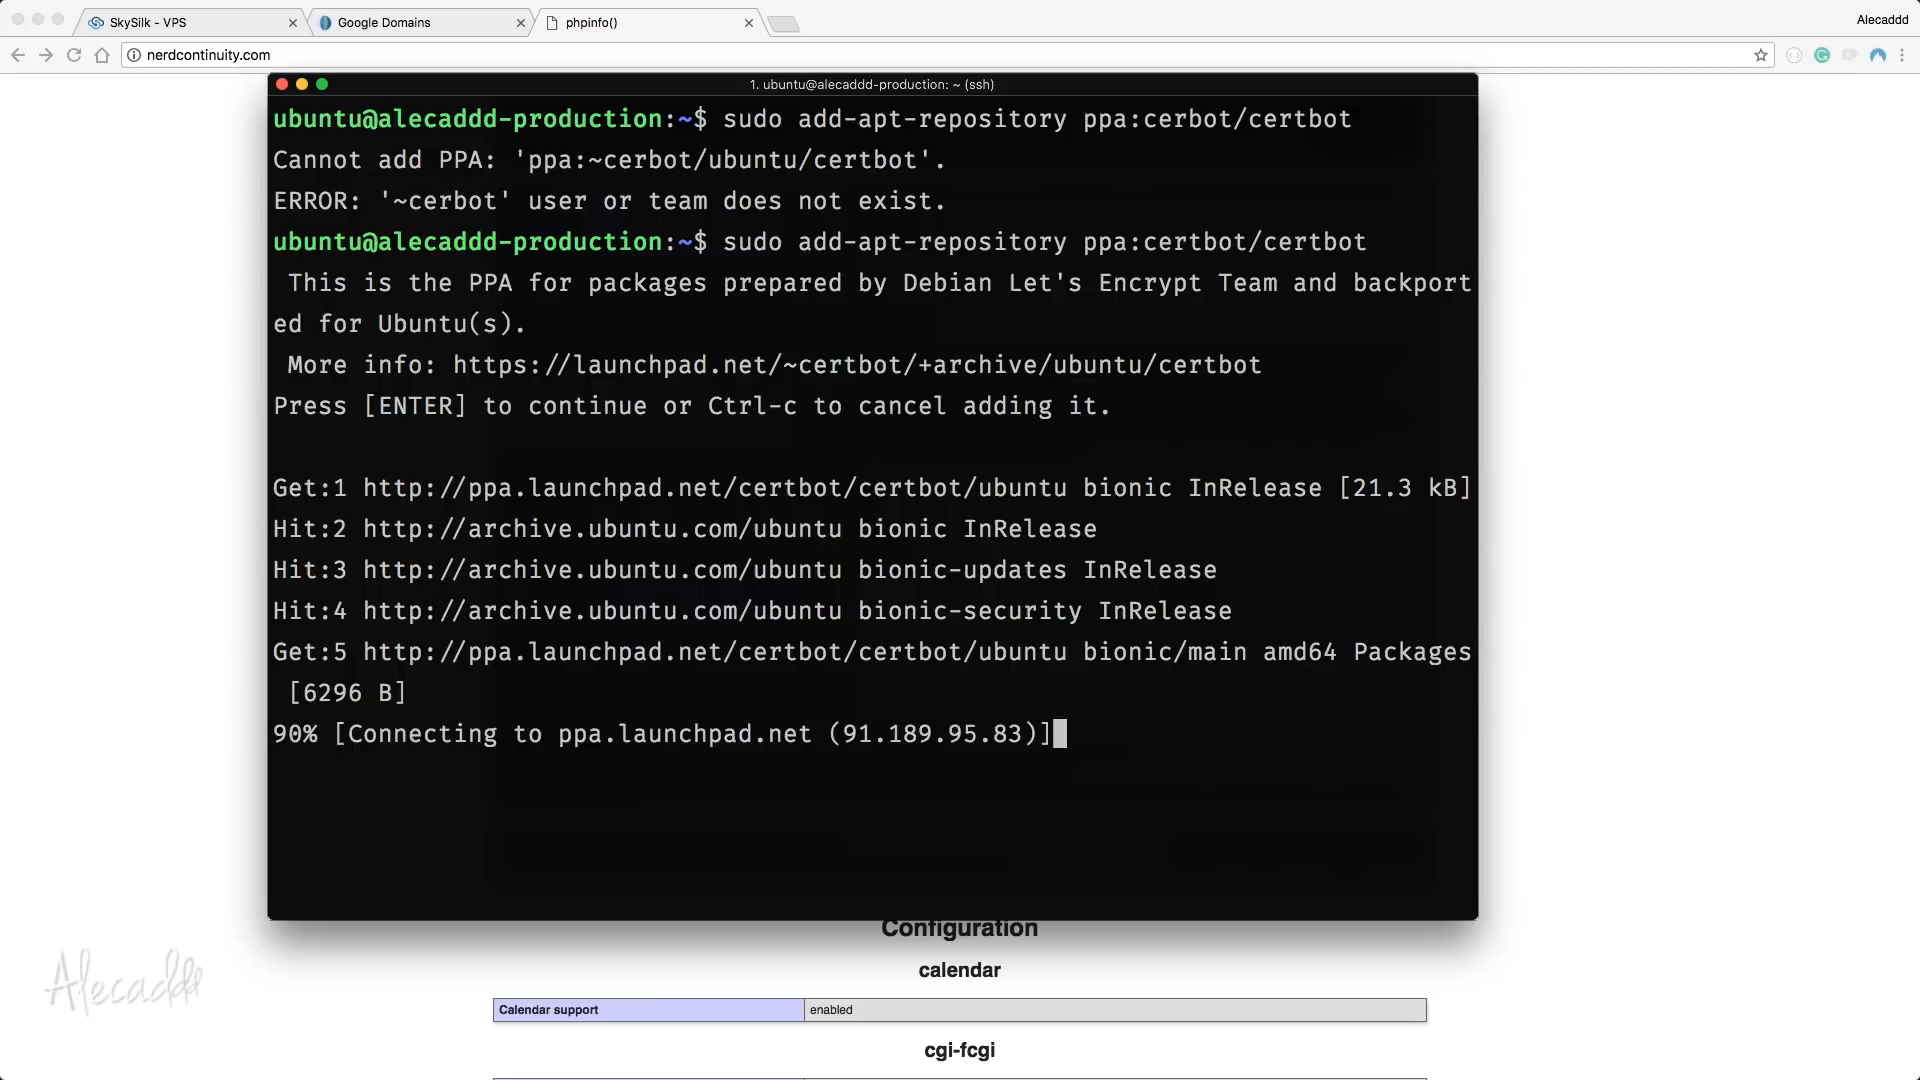 SkySilk - VPS
Google Domains
phpinfo()
Alecaddd
nerdcontinuity.com
1. ubuntu@alecaddd-production: ~ (ssh)
ubuntu@alecaddd-production:~$ sudo add-apt-repository ppa:cerbot/certbot
Cannot add PPA: 'ppa:~cerbot/ubuntu/certbot'.
ERROR: '~cerbot' user or team does not exist.
ubuntu@alecaddd-production:~$ sudo add-apt-repository ppa:certbot/certbot
This is the PPA for packages prepared by Debian Let's Encrypt Team and backport
ed for Ubuntu(s).
More info: https://launchpad.net/~certbot/+archive/ubuntu/certbot
Press [ENTER] to continue or Ctrl-c to cancel adding it.
Get:1 http://ppa.launchpad.net/certbot/certbot/ubuntu bionic InRelease [21.3 kB]
Hit:2 http://archive.ubuntu.com/ubuntu bionic InRelease
Hit:3 http://archive.ubuntu.com/ubuntu bionic-updates InRelease
Hit:4 http://archive.ubuntu.com/ubuntu bionic-security InRelease
Get:5 http://ppa.launchpad.net/certbot/certbot/ubuntu bionic/main amd64 Packages
[6296 B]
90% [Connecting to ppa.launchpad.net (91.189.95.83)]
Configuration
calendar
Calendar support enabled
cgi-fcgi
Alecaddd